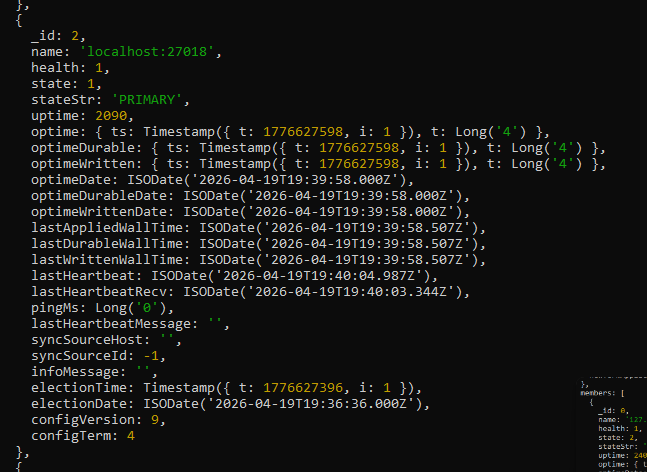 },
{
_id: 2,
name: 'localhost:27018',
health: 1,
state: 1,
stateStr: 'PRIMARY',
uptime: 2090,
optime: { ts: Timestamp({ t: 1776627598, i: 1 }), t: Long('4') },
optimeDurable: { ts: Timestamp({ t: 1776627598, i: 1 }), t: Long('4') },
optimeWritten: { ts: Timestamp({ t: 1776627598, i: 1 }), t: Long('4') },
optimeDate: ISODate('2026-04-19T19:39:58.000Z'),
optimeDurableDate: ISODate('2026-04-19T19:39:58.000Z'),
optimeWrittenDate: ISODate('2026-04-19T19:39:58.000Z'),
lastAppliedWallTime: ISODate('2026-04-19T19:39:58.507Z'),
lastDurableWallTime: ISODate('2026-04-19T19:39:58.507Z'),
lastWrittenWallTime: ISODate('2026-04-19T19:39:58.507Z'),
lastHeartbeat: ISODate('2026-04-19T19:40:04.987Z'),
lastHeartbeatRecv: ISODate('2026-04-19T19:40:03.344Z'),
pingMs: Long('0'),
lastHeartbeatMessage: '',
syncSourceHost: '',
syncSourceId: -1,
infoMessage: '',
electionTime: Timestamp({ t: 1776627396, i: 1 }),
electionDate: ISODate('2026-04-19T19:36:36.000Z'),
configVersion: 9,
configTerm: 4
},
{
},
members: [
{
_id: 0,
name: '127.
health: 1,
state: 2,
stateStr: '
uptime: 240
optime: {